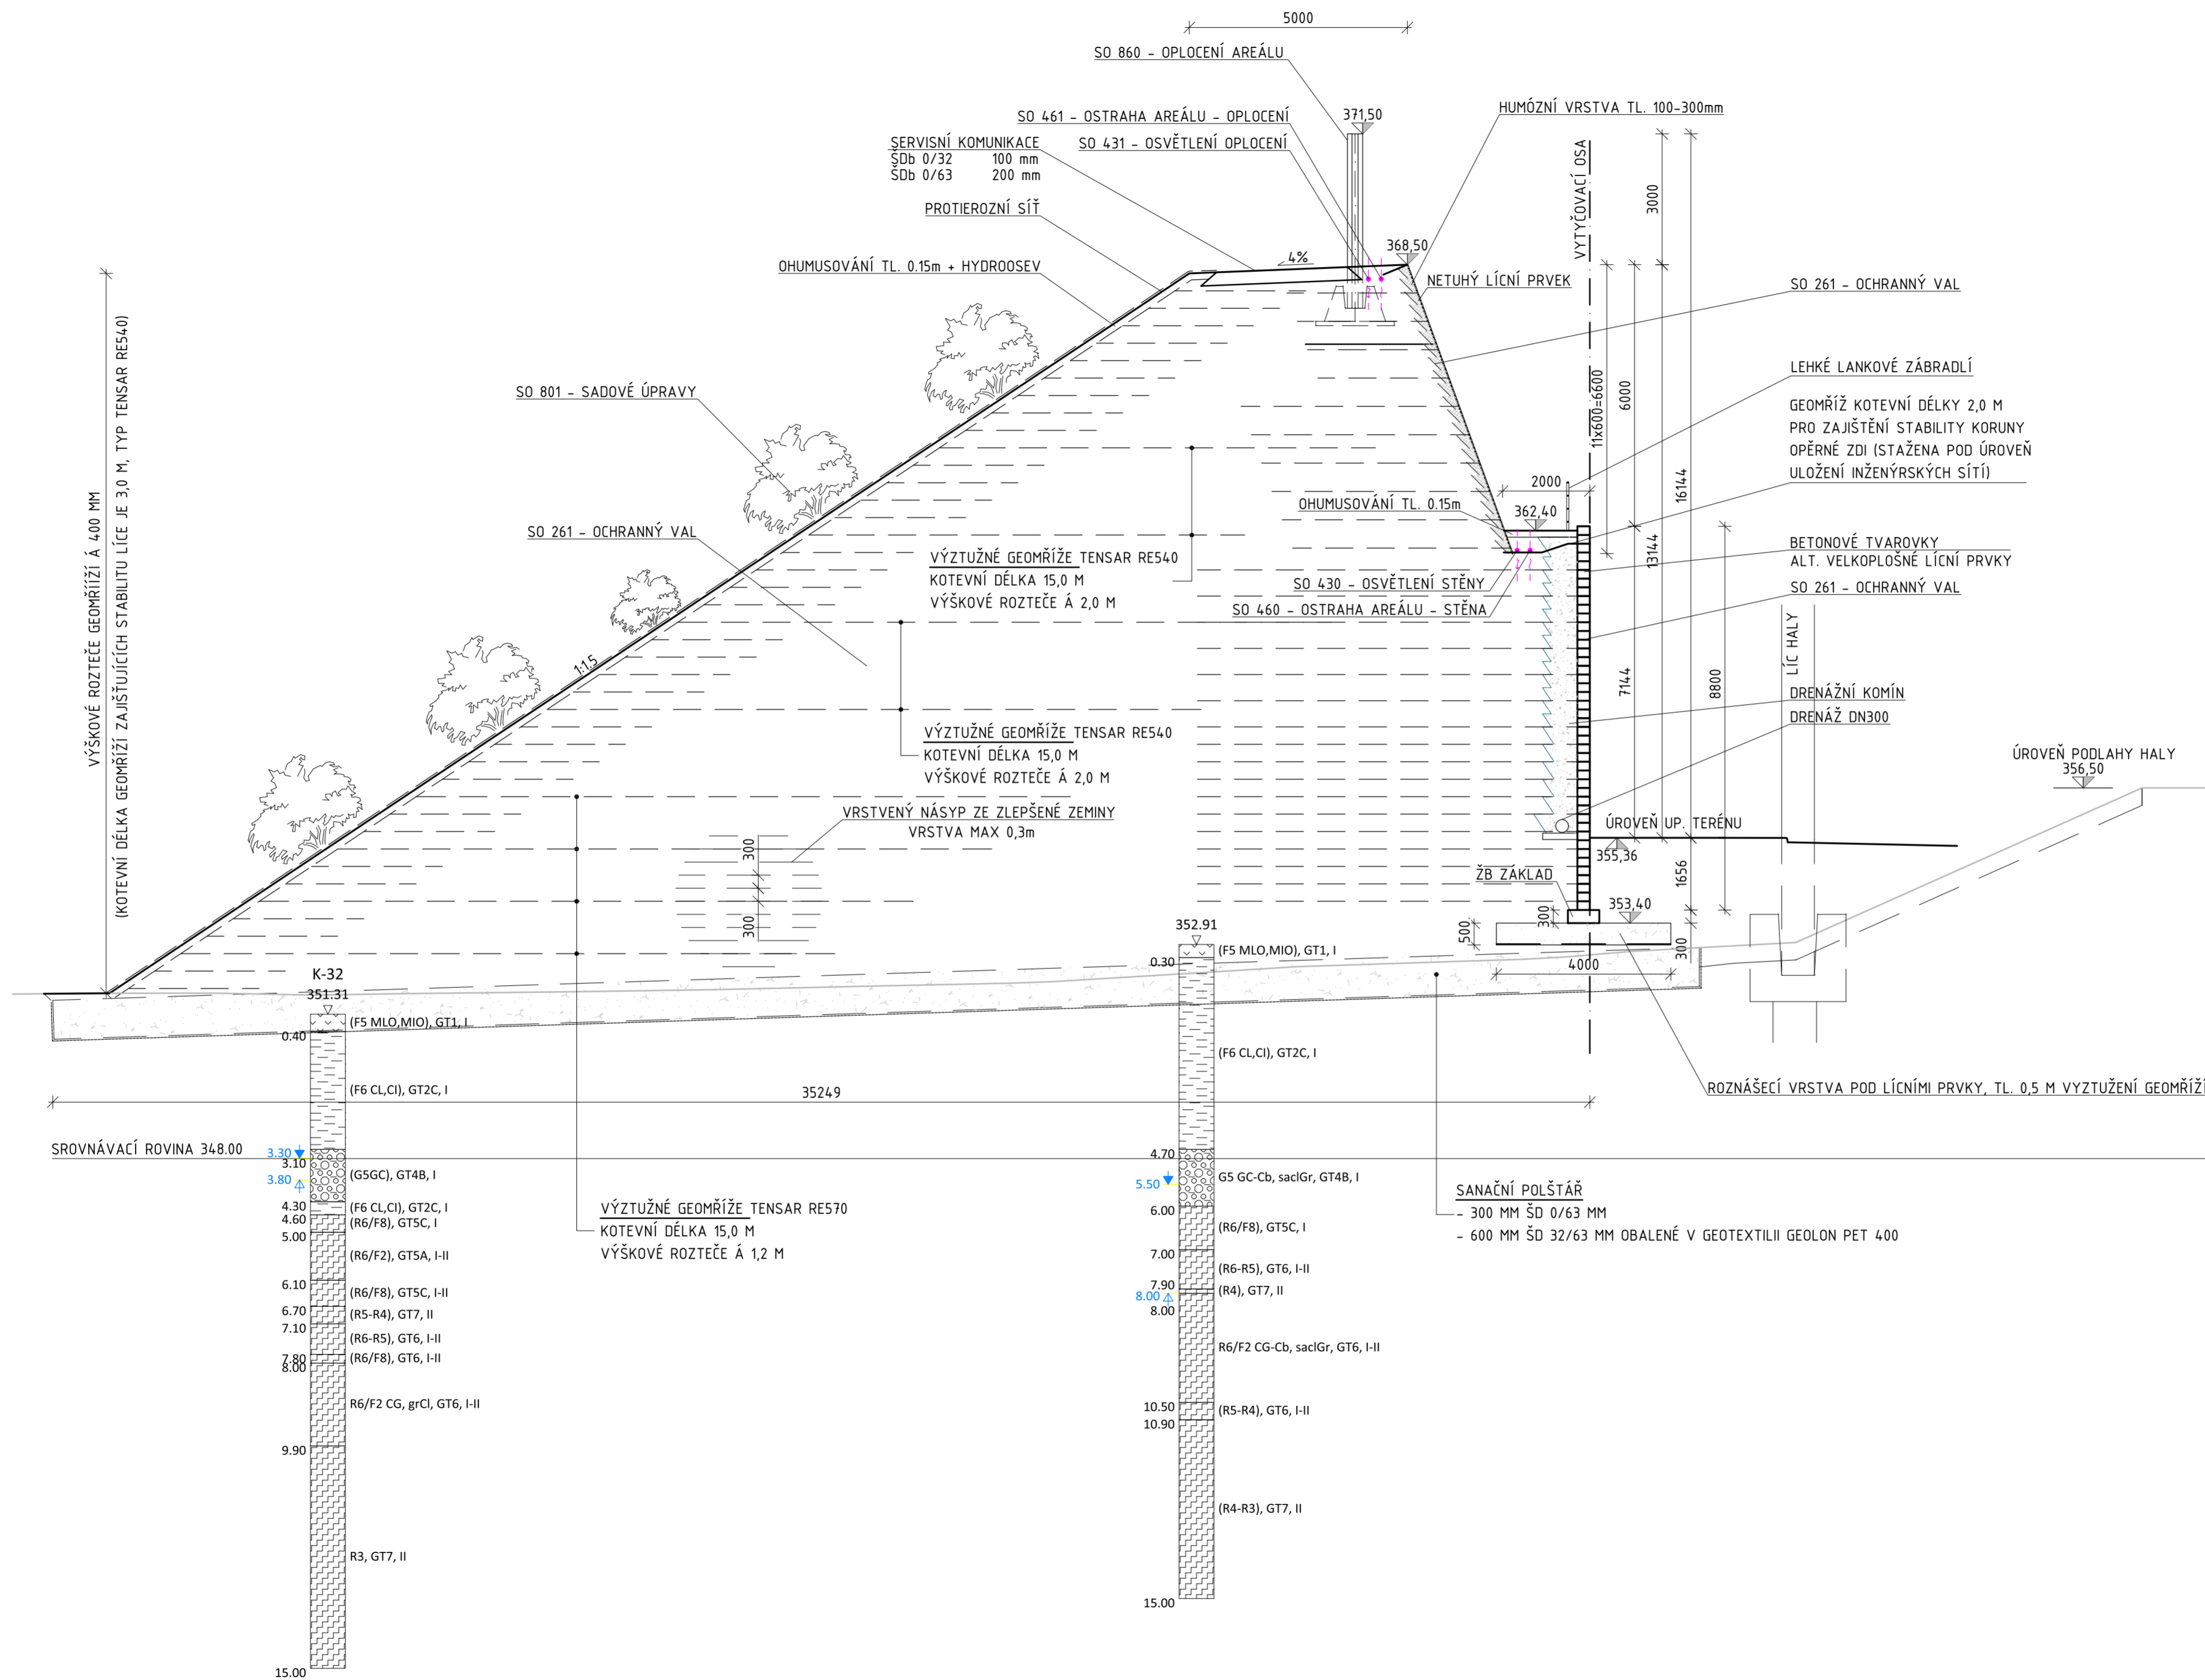 5000
SO 860 - OPLOCENÍ AREÁLU
SO 461 - OSTRAHA AREÁLU - OPLOCENÍ
371,50
HUMÓZNÍ VRSTVA TL. 100-300mm
SERVISNÍ KOMUNIKACE
ŠDb 0/32 100 mm
ŠDb 0/63 200 mm
SO 431 - OSVĚTLENÍ OPLOCENÍ
VYTYČOVACÍ OSA
3000
PROTIEROZNÍ SÍŤ
OHUMUSOVÁNÍ TL. 0.15m + HYDROOSEV
4%
368,50
NETUHÝ LÍCNÍ PRVEK
SO 261 - OCHRANNÝ VAL
VÝŠKOVÉ ROZTEČE GEOMŘÍŽÍ Á 400 MM
(KOTEVNÍ DÉLKA GEOMŘÍŽÍ ZAJIŠŤUJÍCÍCH STABILITU LÍCE JE 3,0 M, TYP TENSAR RE540)
SO 801 - SADOVÉ ÚPRAVY
11x600=6600
6000
LEHKÉ LANKOVÉ ZÁBRADLÍ
GEOMŘÍŽ KOTEVNÍ DÉLKY 2,0 M
PRO ZAJIŠTĚNÍ STABILITY KORUNY
OPĚRNÉ ZDI (STAŽENA POD ÚROVEŇ
ULOŽENÍ INŽENÝRSKÝCH SÍTÍ)
16144
2000
OHUMUSOVÁNÍ TL. 0.15m
362,40
SO 261 - OCHRANNÝ VAL
VÝZTUŽNÉ GEOMŘÍŽE TENSAR RE540
KOTEVNÍ DÉLKA 15,0 M
VÝŠKOVÉ ROZTEČE Á 2,0 M
13144
BETONOVÉ TVAROVKY
ALT. VELKOPLOŠNÉ LÍCNÍ PRVKY
SO 430 - OSVĚTLENÍ STĚNY
SO 460 - OSTRAHA AREÁLU - STĚNA
SO 261 - OCHRANNÝ VAL
1:1.5
LÍC HALY
7144
8800
DRENÁŽNÍ KOMÍN
DRENÁŽ DN300
VÝZTUŽNÉ GEOMŘÍŽE TENSAR RE540
KOTEVNÍ DÉLKA 15,0 M
VÝŠKOVÉ ROZTEČE Á 2,0 M
ÚROVEŇ PODLAHY HALY
356,50
VRSTVENÝ NÁSYP ZE ZLEPŠENÉ ZEMINY
VRSTVA MAX 0,3m
300
300
ÚROVEŇ UP. TERÉNU
355,36
1656
ŽB ZÁKLAD
300
353,40
500
300
4000
K-32
351.31
(F5 MLO,MIO), GT1, I
0.40
(F6 CL,CI), GT2C, I
352.91
(F5 MLO,MIO), GT1, I
0.30
(F6 CL,CI), GT2C, I
ROZNÁŠECÍ VRSTVA POD LÍCNÍMI PRVKY, TL. 0,5 M VYZTUŽENÍ GEOMŘÍŽÍ
35249
SROVNÁVACÍ ROVINA 348.00
3.30
3.10
3.80
(G5GC), GT4B, I
4.30
(F6 CL,CI), GT2C, I
4.60
(R6/F8), GT5C, I
5.00
(R6/F2), GT5A, I-II
6.10
(R6/F8), GT5C, I-II
6.70
(R5-R4), GT7, II
7.10
(R6-R5), GT6, I-II
7.80
(R6/F8), GT6, I-II
8.00
R6/F2 CG, grCl, GT6, I-II
9.90
R3, GT7, II
15.00
VÝZTUŽNÉ GEOMŘÍŽE TENSAR RE570
KOTEVNÍ DÉLKA 15,0 M
VÝŠKOVÉ ROZTEČE Á 1,2 M
4.70
G5 GC-Cb, saclGr, GT4B, I
5.50
6.00
(R6/F8), GT5C, I
7.00
(R6-R5), GT6, I-II
7.90
(R4), GT7, II
8.00
8.00
R6/F2 CG-Cb, saclGr, GT6, I-II
10.50
(R5-R4), GT6, I-II
10.90
(R4-R3), GT7, II
15.00
SANAČNÍ POLŠTÁŘ
- 300 MM ŠD 0/63 MM
- 600 MM ŠD 32/63 MM OBALENÉ V GEOTEXTILII GEOLON PET 400